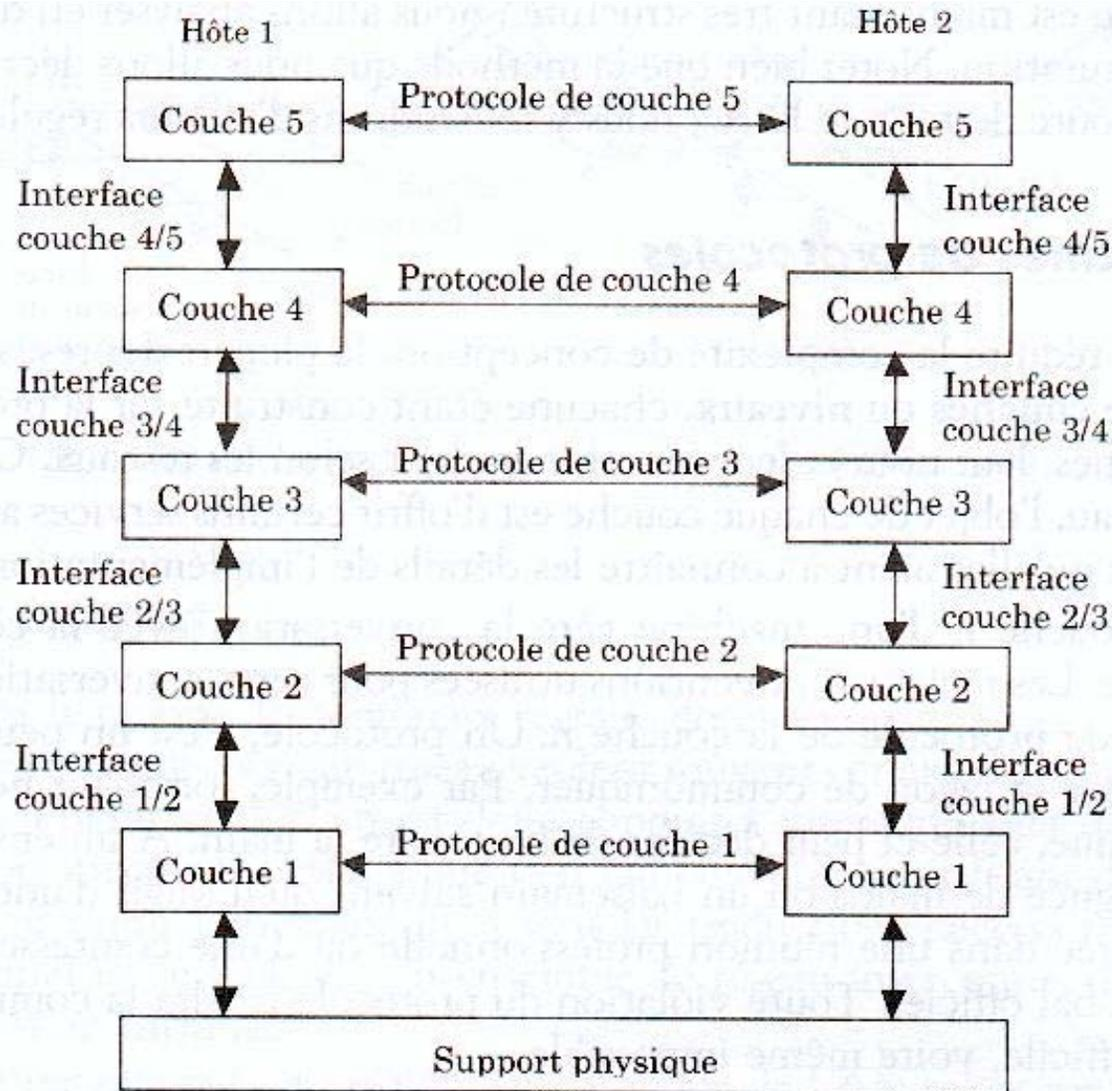 Hôte 1
Hôte 2
Couche 5
Protocole de couche 5
Couche 5
Interface
couche 4/5
Interface
couche 4/5
Couche 4
Protocole de couche 4
Couche 4
Interface
couche 3/4
Interface
couche 3/4
Couche 3
Protocole de couche 3
Couche 3
Interface
couche 2/3
Interface
couche 2/3
Couche 2
Protocole de couche 2
Couche 2
Interface
couche 1/2
Interface
couche 1/2
Couche 1
Protocole de couche 1
Couche 1
Support physique